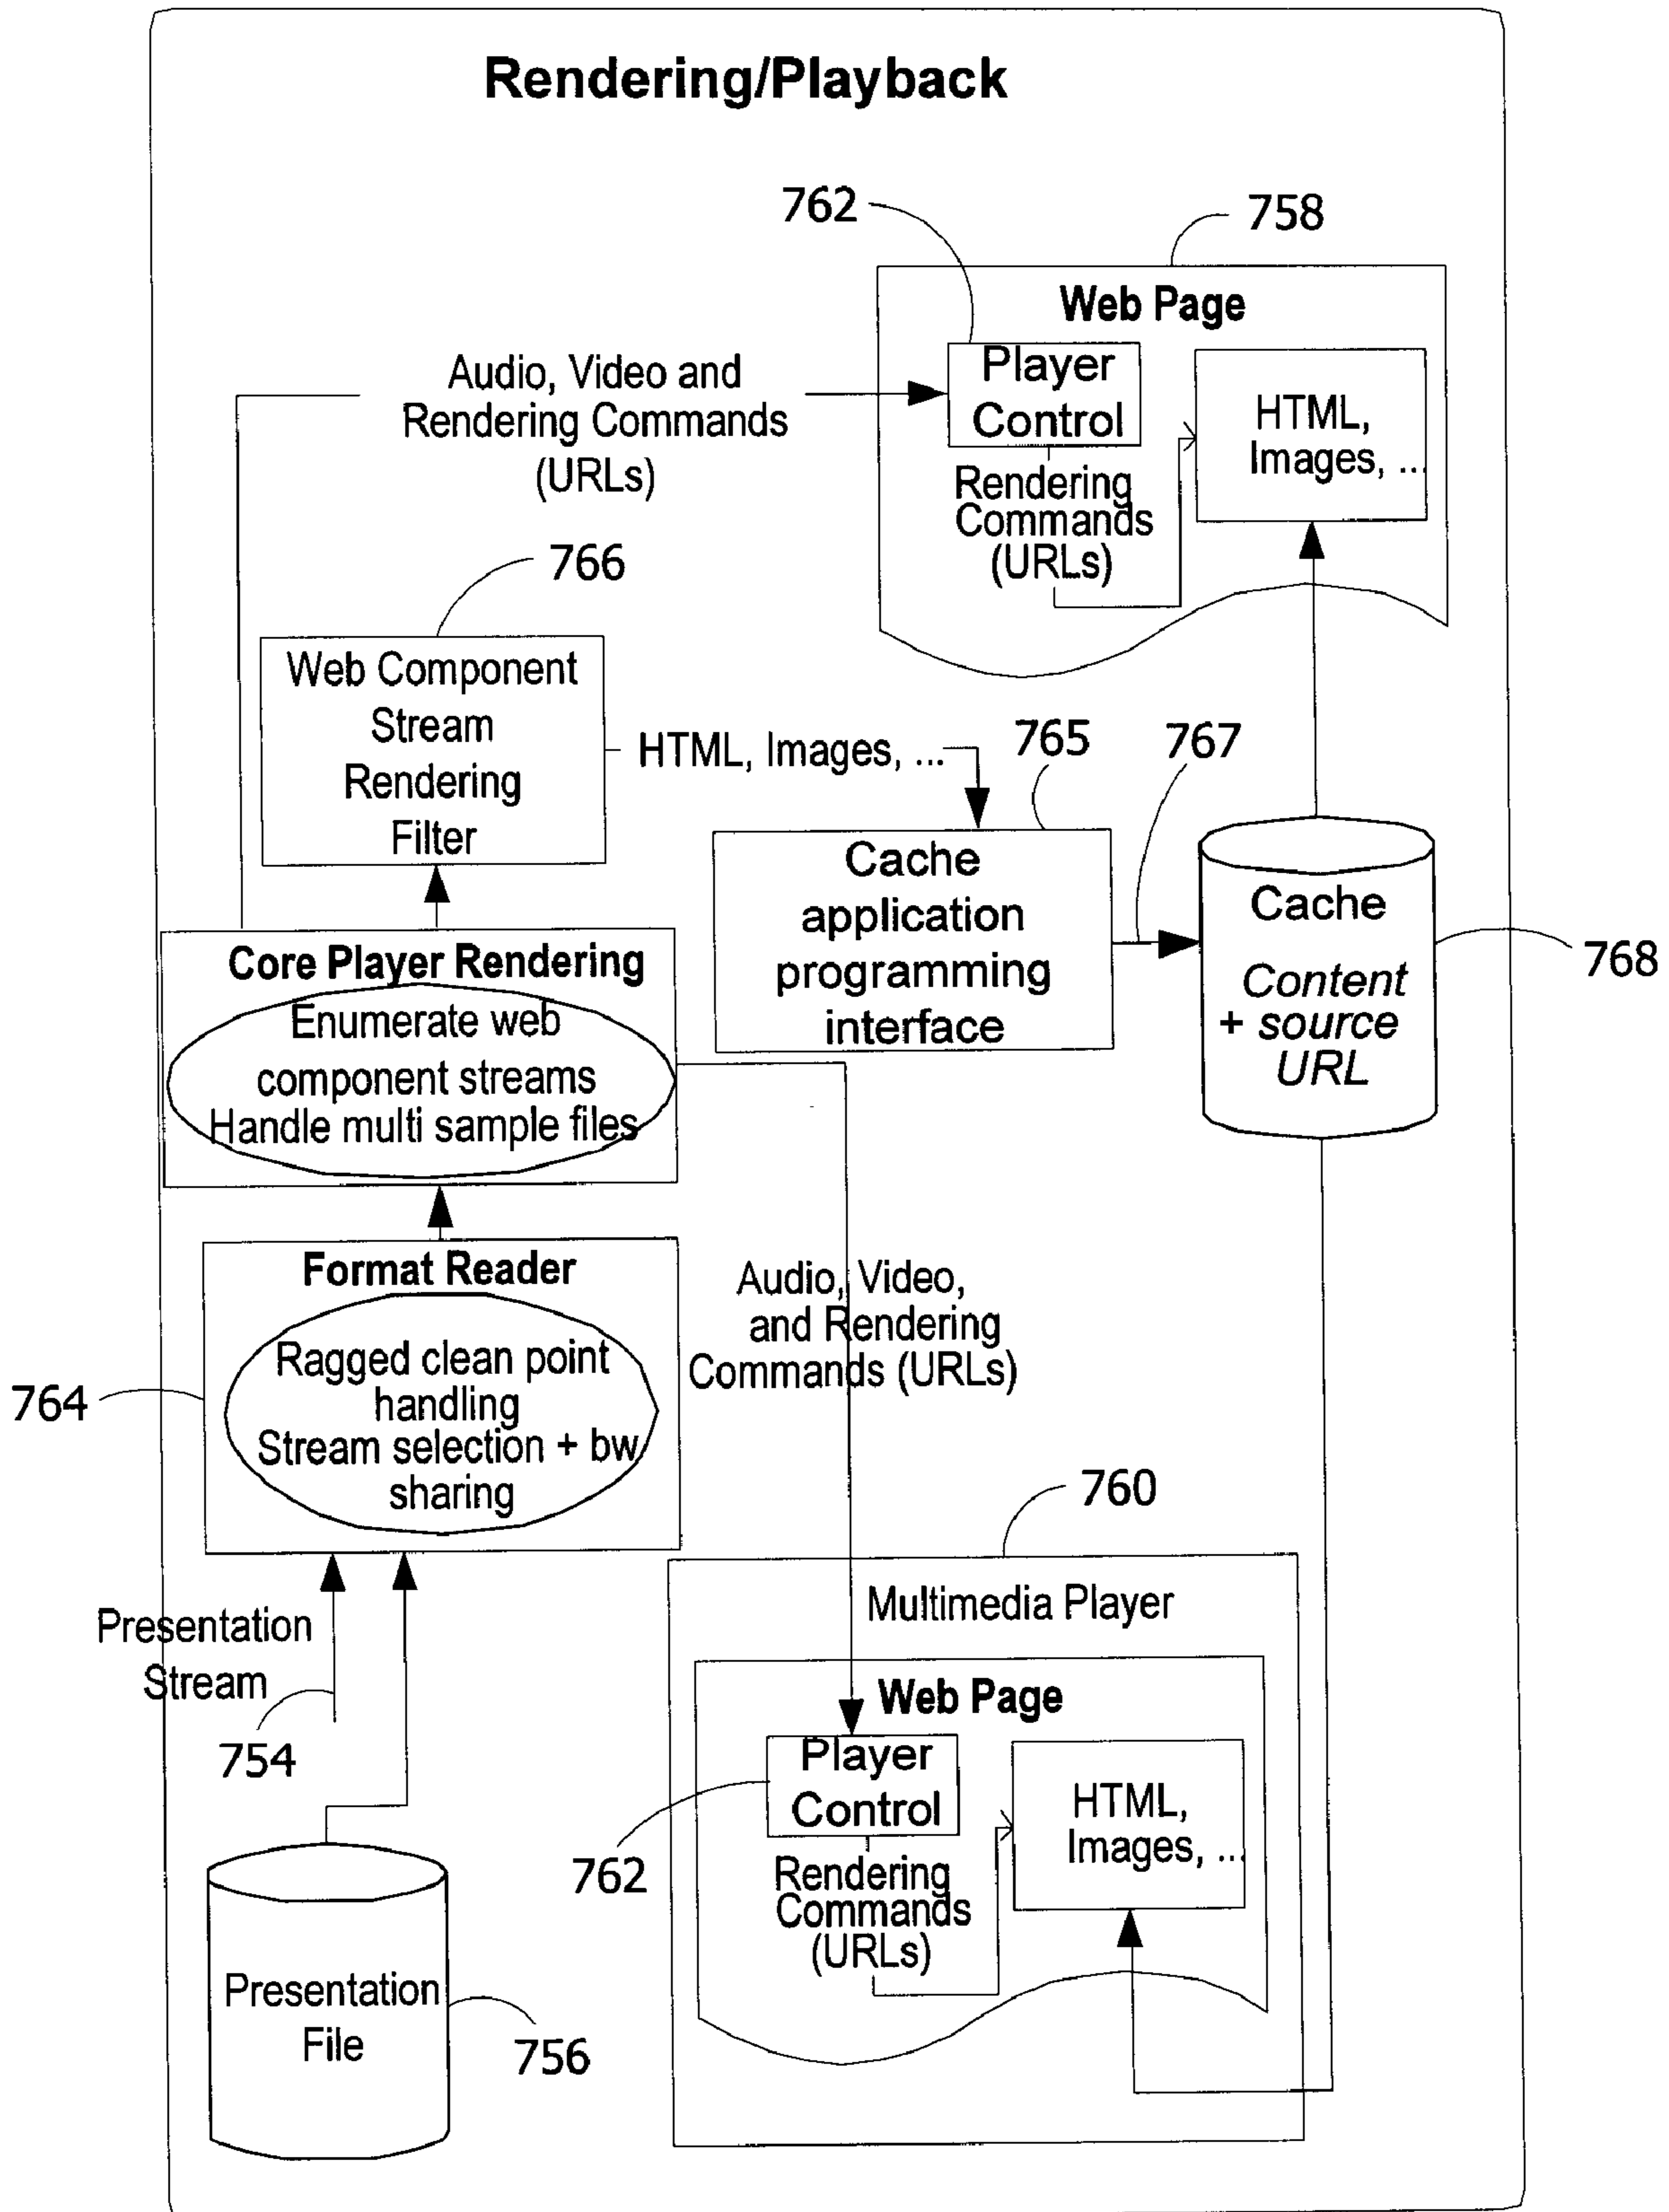 Rendering/Playback
762
758
Web Page
Player
Control
HTML,
Images, ...
Rendering
Commands
(URLs)
Audio, Video and
Rendering Commands
(URLs)
766
Web Component
Stream
Rendering
Filter
HTML, Images, ...
765
767
Cache
application
programming
interface
Cache
Content
+ source
URL
768
Core Player Rendering
Enumerate web
component streams
Handle multi sample files
Format Reader
Ragged clean point
handling
Stream selection + bw
sharing
764
Audio, Video,
and Rendering
Commands (URLs)
Presentation
Stream
754
760
Multimedia Player
Web Page
Player
Control
762
HTML,
Images, ...
Rendering
Commands
(URLs)
Presentation
File
756